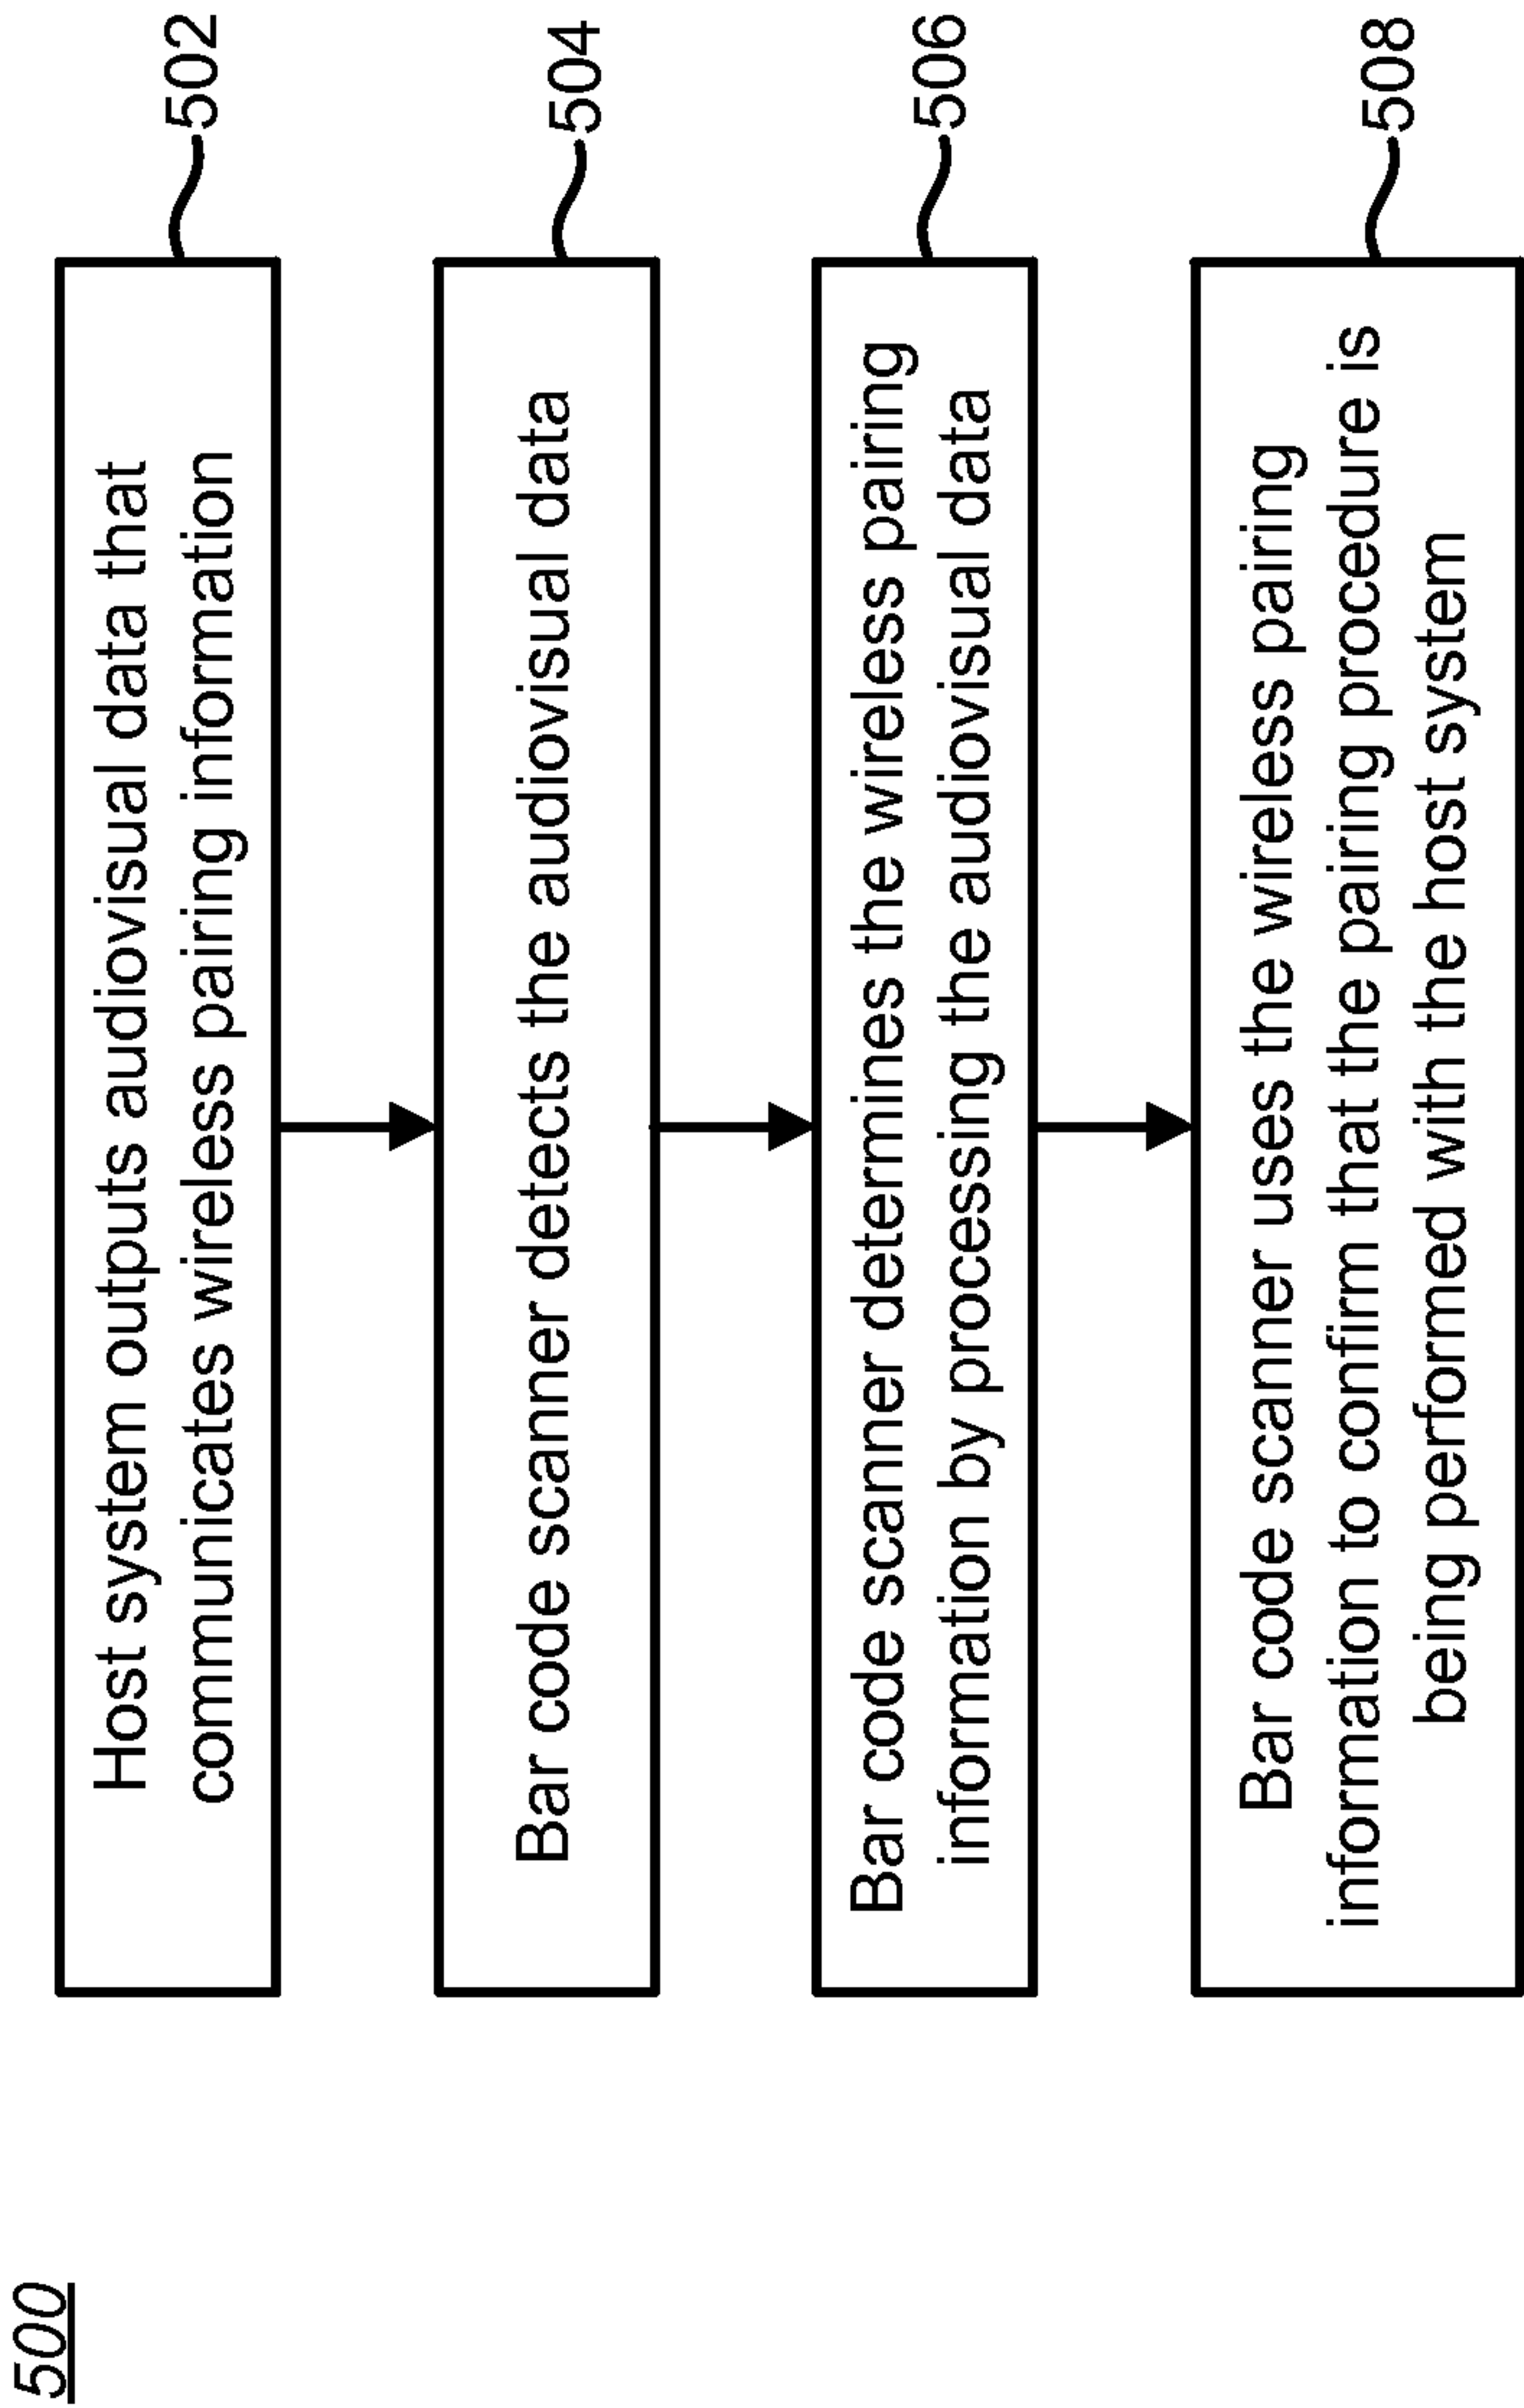 500
Host system outputs audiovisual data that
communicates wireless pairing information
502
Bar code scanner detects the audiovisual data
504
Bar code scanner determines the wireless pairing
information by processing the audiovisual data
506
Bar code scanner uses the wireless pairing
information to confirm that the pairing procedure is
being performed with the host system
508